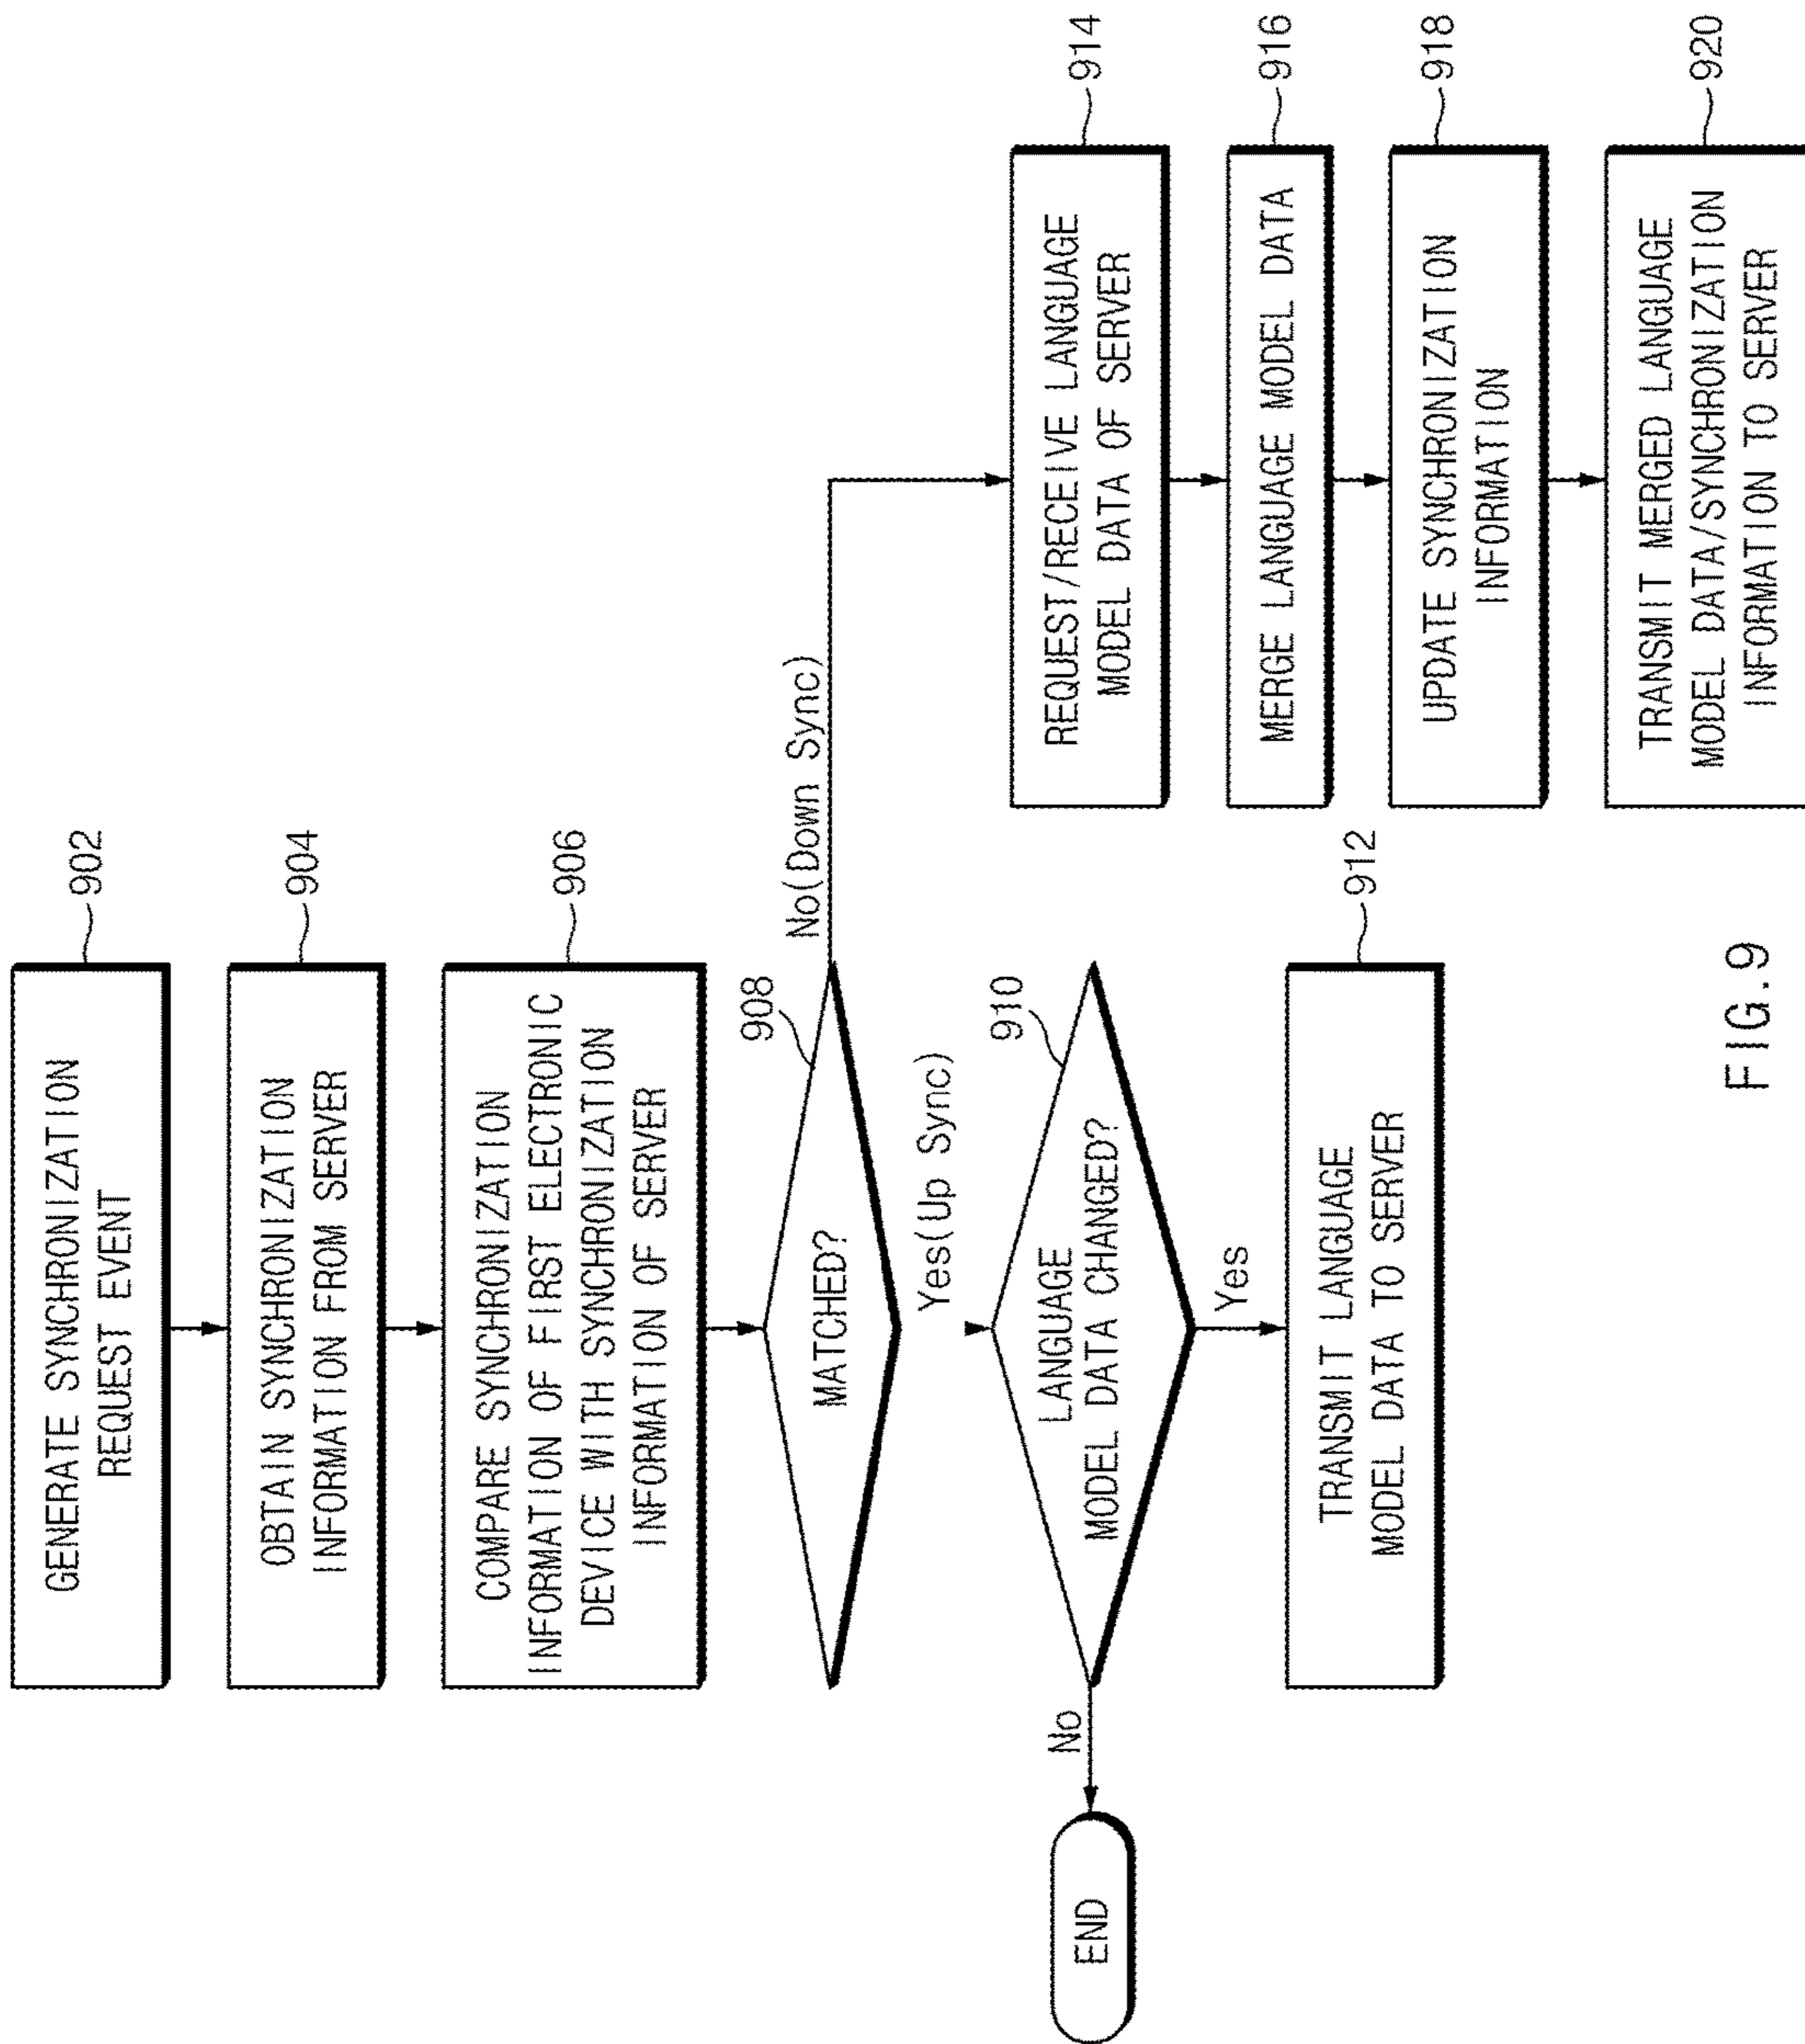 902
GENERATE SYNCHRONIZATION
REQUEST EVENT
904
OBTAIN SYNCHRONIZATION
INFORMATION FROM SERVER
906
COMPARE SYNCHRONIZATION
INFORMATION OF FIRST ELECTRONIC
DEVICE WITH SYNCHRONIZATION
INFORMATION OF SERVER
908
MATCHED?
No(Down Sync)
Yes(Up Sync)
910
LANGUAGE
MODEL DATA CHANGED?
No
END
Yes
912
TRANSMIT LANGUAGE
MODEL DATA TO SERVER
914
REQUEST/RECEIVE LANGUAGE
MODEL DATA OF SERVER
916
MERGE LANGUAGE MODEL DATA
918
UPDATE SYNCHRONIZATION
INFORMATION
920
TRANSMIT MERGED LANGUAGE
MODEL DATA/SYNCHRONIZATION
INFORMATION TO SERVER
FIG.9